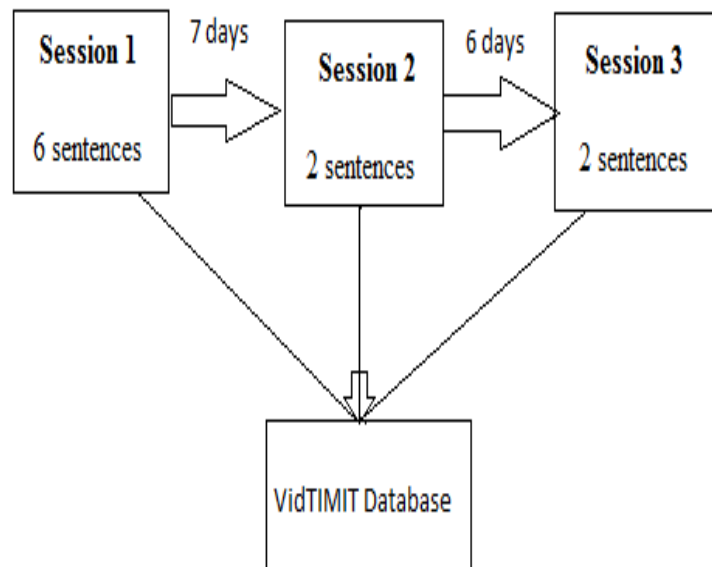 Session 1
6 sentences
7 days
Session 2
2 sentences
6 days
Session 3
2 sentences
VidTIMIT Database